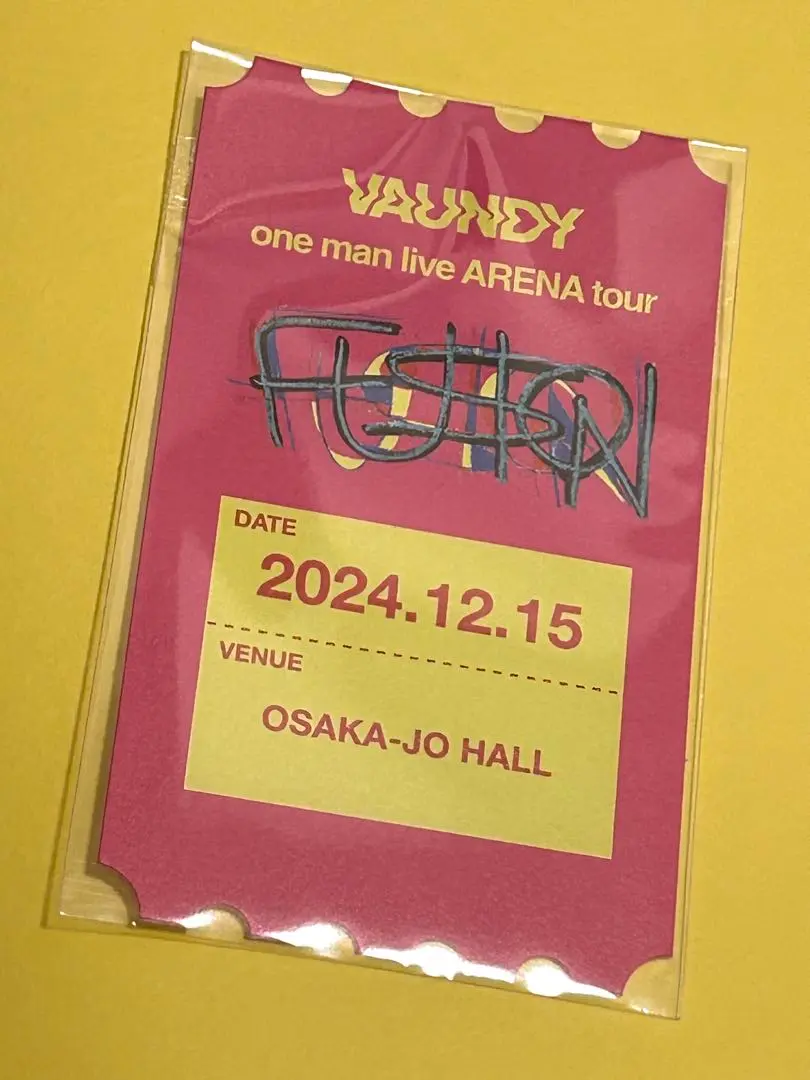 VAUNDY
one man live ARENA tour
FUSION
DATE
2024.12.15
VENUE
OSAKA-JO HALL